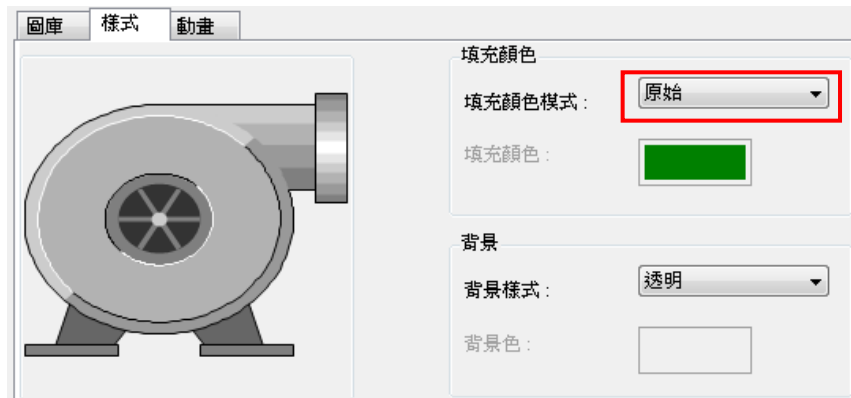 圖庫 樣式 動畫
填充顏色
填充顏色模式 : 原始
填充顏色 :
背景
背景樣式 : 透明
背景色 :